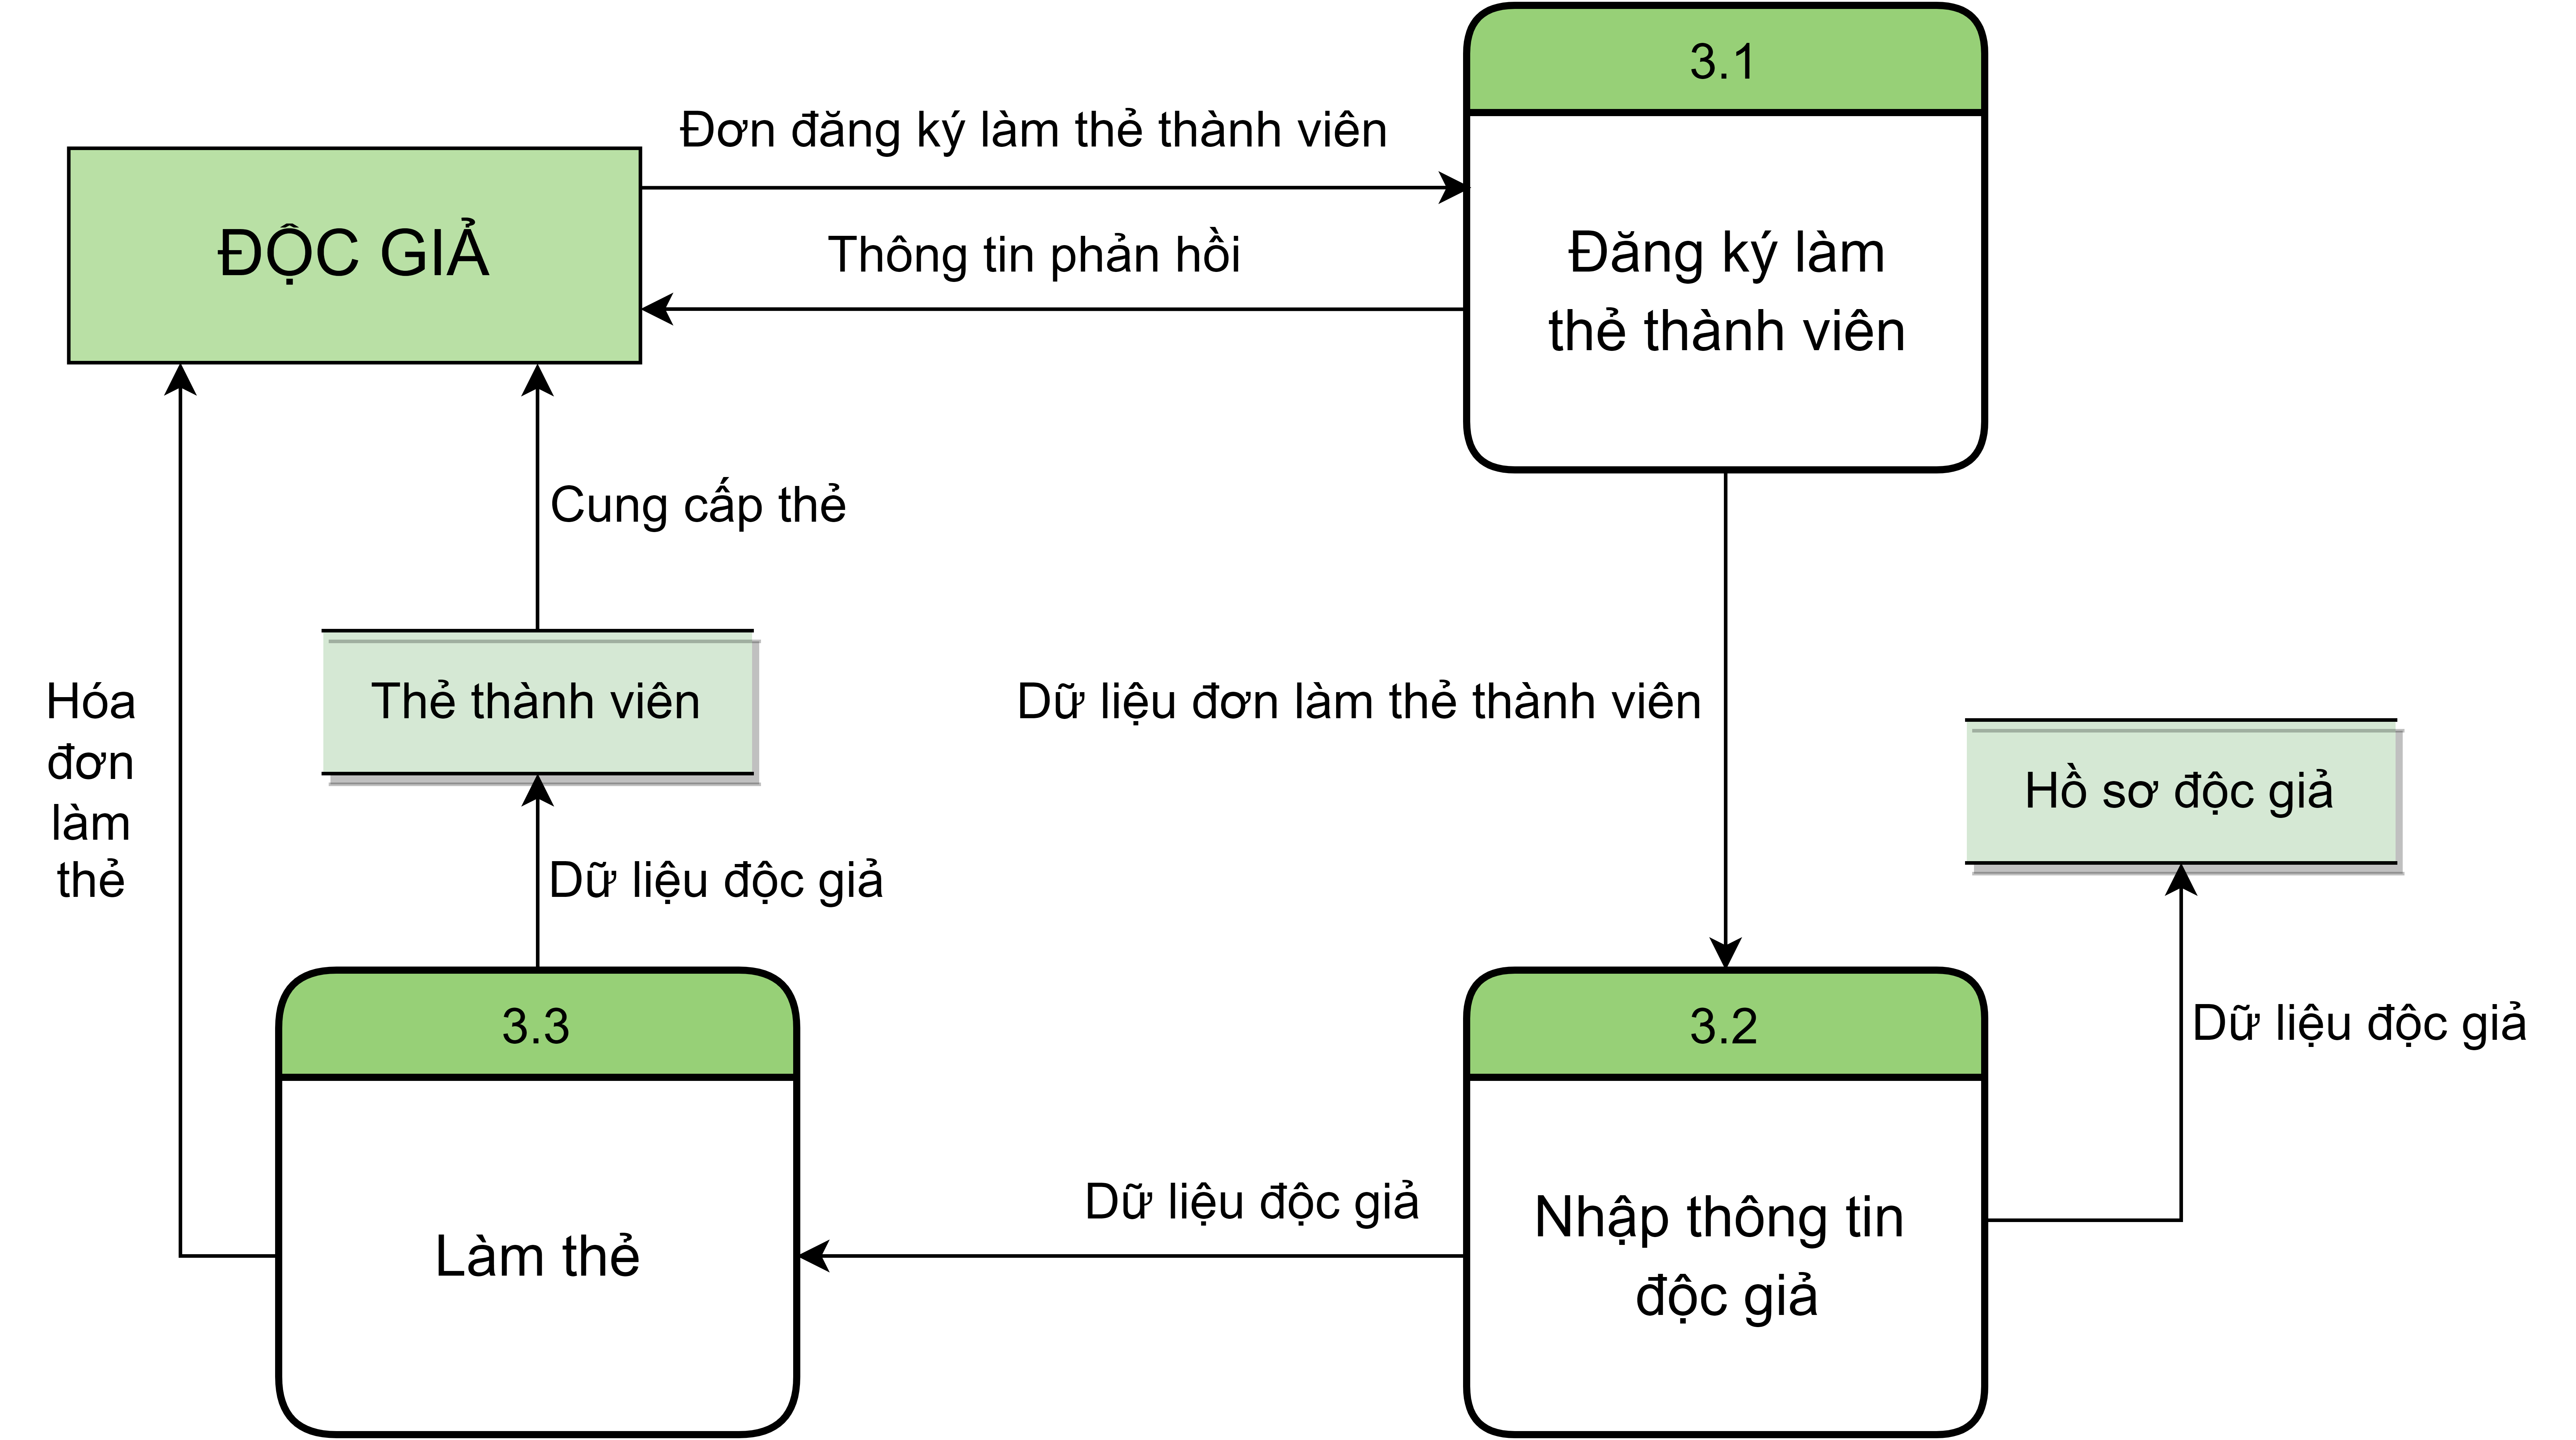 3.1
Đơn đăng ký làm thẻ thành viên
ĐỘC GIẢ
Thông tin phản hồi
Đăng ký làm
thẻ thành viên
Cung cấp thẻ
Hóa
đơn
làm
thẻ
Thẻ thành viên
Dữ liệu đơn làm thẻ thành viên
Hồ sơ độc giả
Dữ liệu độc giả
3.3
3.2
Dữ liệu độc giả
Làm thẻ
Dữ liệu độc giả
Nhập thông tin
độc giả